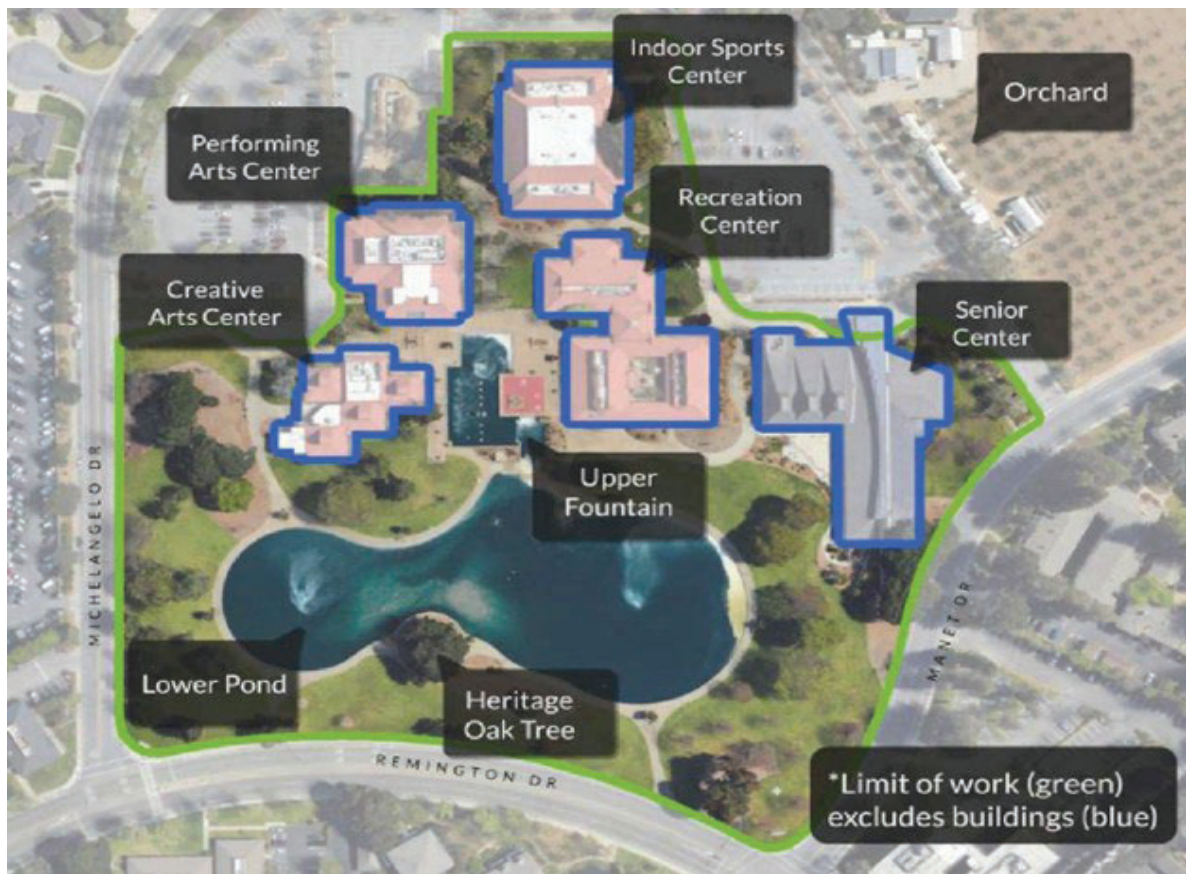 Indoor Sports
Center
Orchard
Performing
Arts Center
Recreation
Center
Creative
Arts Center
Senior
Center
Upper
Fountain
MICHELANGELO DR
MANET DR
Lower Pond
Heritage
Oak Tree
REMINGTON DR
*Limit of work (green)
excludes buildings (blue)